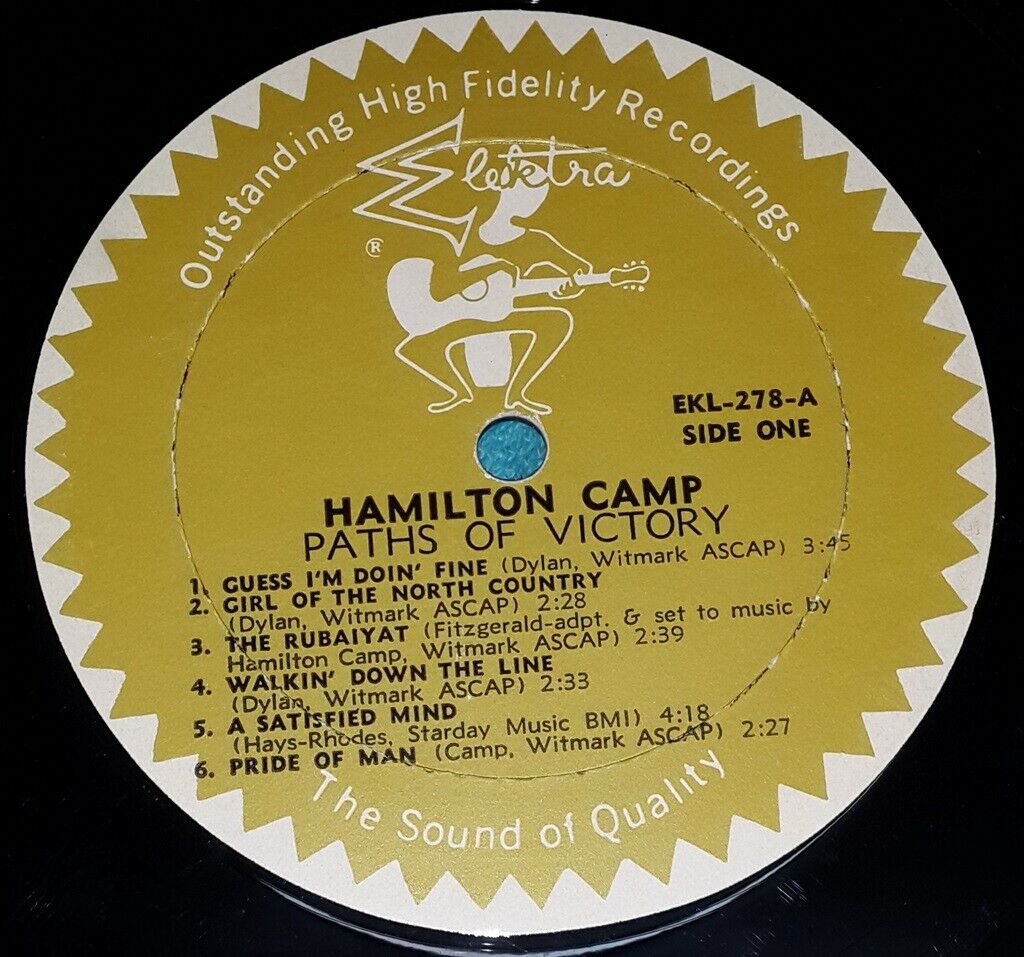 Outstanding High Fidelity Recordings
Elektra
®
EKL-278-A
SIDE ONE
HAMILTON CAMP
PATHS OF VICTORY
1. GUESS I'M DOIN' FINE (Dylan, Witmark ASCAP) 3:45
2. GIRL OF THE NORTH COUNTRY
(Dylan, Witmark ASCAP) 2:28
3. THE RUBAIYAT (Fitzgerald-adpt. & set to music by
Hamilton Camp, Witmark ASCAP) 2:39
4. WALKIN' DOWN THE LINE
(Dylan, Witmark ASCAP) 2:33
5. A SATISFIED MIND
(Hays-Rhodes, Starday Music BMI) 4:18
6. PRIDE OF MAN (Camp, Witmark ASCAP) 2:27
The Sound of Quality